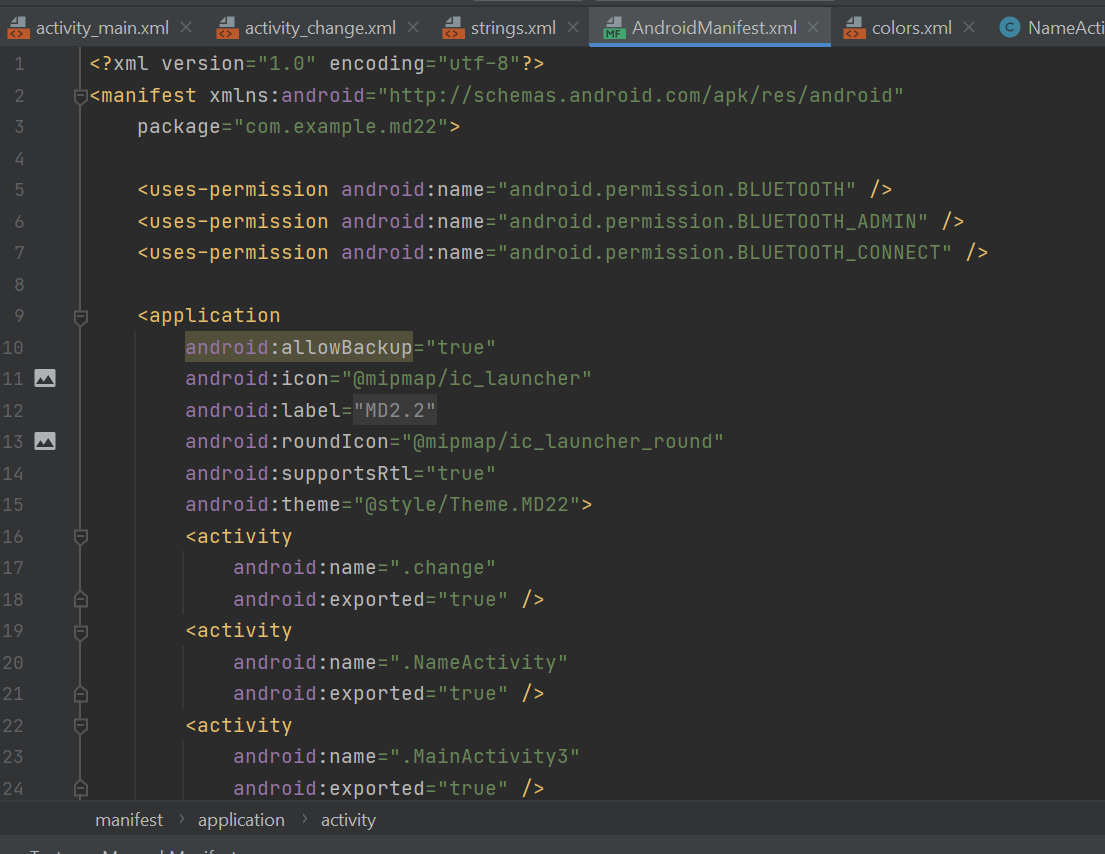 activity_main.xml activity_change.xml strings.xml AndroidManifest.xml colors.xml NameActi
1 <?xml version="1.0" encoding="utf-8"?>
2 <manifest xmlns:android="http://schemas.android.com/apk/res/android"
3 package="com.example.md22">
4
5 <uses-permission android:name="android.permission.BLUETOOTH" />
6 <uses-permission android:name="android.permission.BLUETOOTH_ADMIN" />
7 <uses-permission android:name="android.permission.BLUETOOTH_CONNECT" />
8
9 <application
10 android:allowBackup="true"
11 android:icon="@mipmap/ic_launcher"
12 android:label="MD2.2"
13 android:roundIcon="@mipmap/ic_launcher_round"
14 android:supportsRtl="true"
15 android:theme="@style/Theme.MD22">
16 <activity
17 android:name=".change"
18 android:exported="true" />
19 <activity
20 android:name=".NameActivity"
21 android:exported="true" />
22 <activity
23 android:name=".MainActivity3"
24 android:exported="true" />
manifest › application › activity